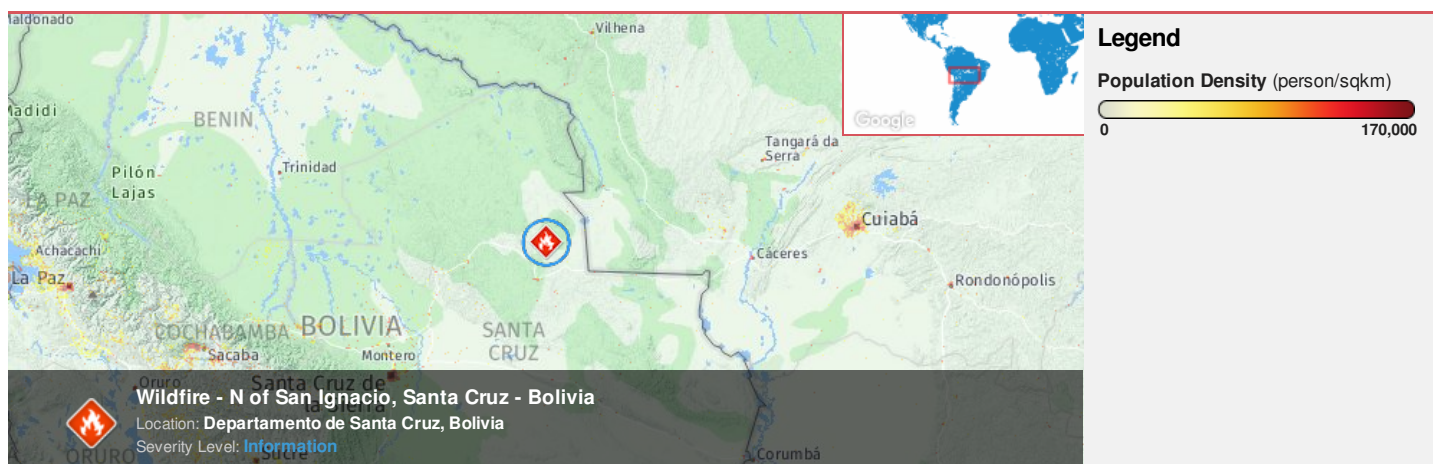 Maldonado
Vilhena
Madidi
BENIN
Tangará da
Serra
Pilón
Lajas
Trinidad
LA PAZ
Cuiabá
Achacachi
Cáceres
La Paz
Rondonópolis
COCHABAMBA
BOLIVIA
SANTA
CRUZ
Sacaba
Montero
Oruro
Santa Cruz de
la Sierra
ORURO
Sucre
Corumbá
Google
Wildfire - N of San Ignacio, Santa Cruz - Bolivia
Location: Departamento de Santa Cruz, Bolivia
Severity Level: Information
Legend
Population Density (person/sqkm)
0 170,000